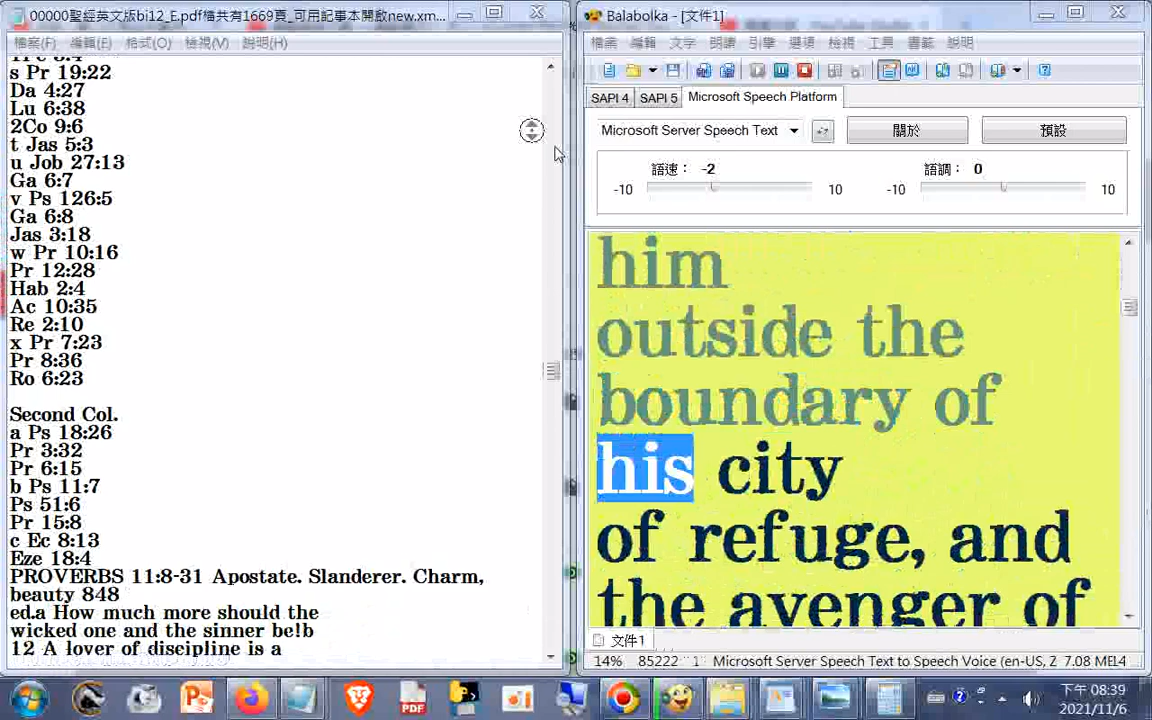 00000聖經英文版bi12_E.pdf檔共有1669頁_可用記事本開啟new.xm...
檔案(F) 編輯(E) 格式(O) 檢視(V) 說明(H)
s Pr 19:22
Da 4:27
Lu 6:38
2Co 9:6
t Jas 5:3
u Job 27:13
Ga 6:7
v Ps 126:5
Ga 6:8
Jas 3:18
w Pr 10:16
Pr 12:28
Hab 2:4
Ac 10:35
Re 2:10
x Pr 7:23
Pr 8:36
Ro 6:23
Second Col.
a Ps 18:26
Pr 3:32
Pr 6:15
b Ps 11:7
Ps 51:6
Pr 15:8
c Ec 8:13
Eze 18:4
PROVERBS 11:8-31 Apostate. Slanderer. Charm,
beauty 848
ed.a How much more should the
wicked one and the sinner be!b
12 A lover of discipline is a
Balabolka - [文件1]
檔案 編輯 文字 朗讀 引擎 選項 檢視 工具 書籤 說明
SAPI 4 SAPI 5 Microsoft Speech Platform
Microsoft Server Speech Text 關於 預設
語速： -2 語調： 0
-10 10 -10 10
him
outside the
boundary of
his city
of refuge, and
the avenger of
文件1
14% 85222 1 Microsoft Server Speech Text to Speech Voice (en-US, Z 7.08 MEL4
PDF
下午 08:39
2021/11/6